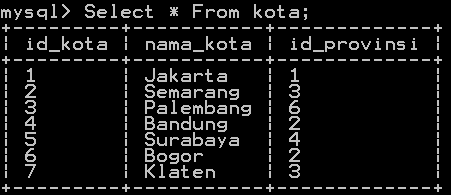 mysql> Select * From kota;
+---------+-----------+-------------+
| id_kota | nama_kota | id_provinsi |
+---------+-----------+-------------+
| 1 | Jakarta | 1 |
| 2 | Semarang | 3 |
| 3 | Palembang | 6 |
| 4 | Bandung | 2 |
| 5 | Surabaya | 4 |
| 6 | Bogor | 2 |
| 7 | Klaten | 3 |
+---------+-----------+-------------+